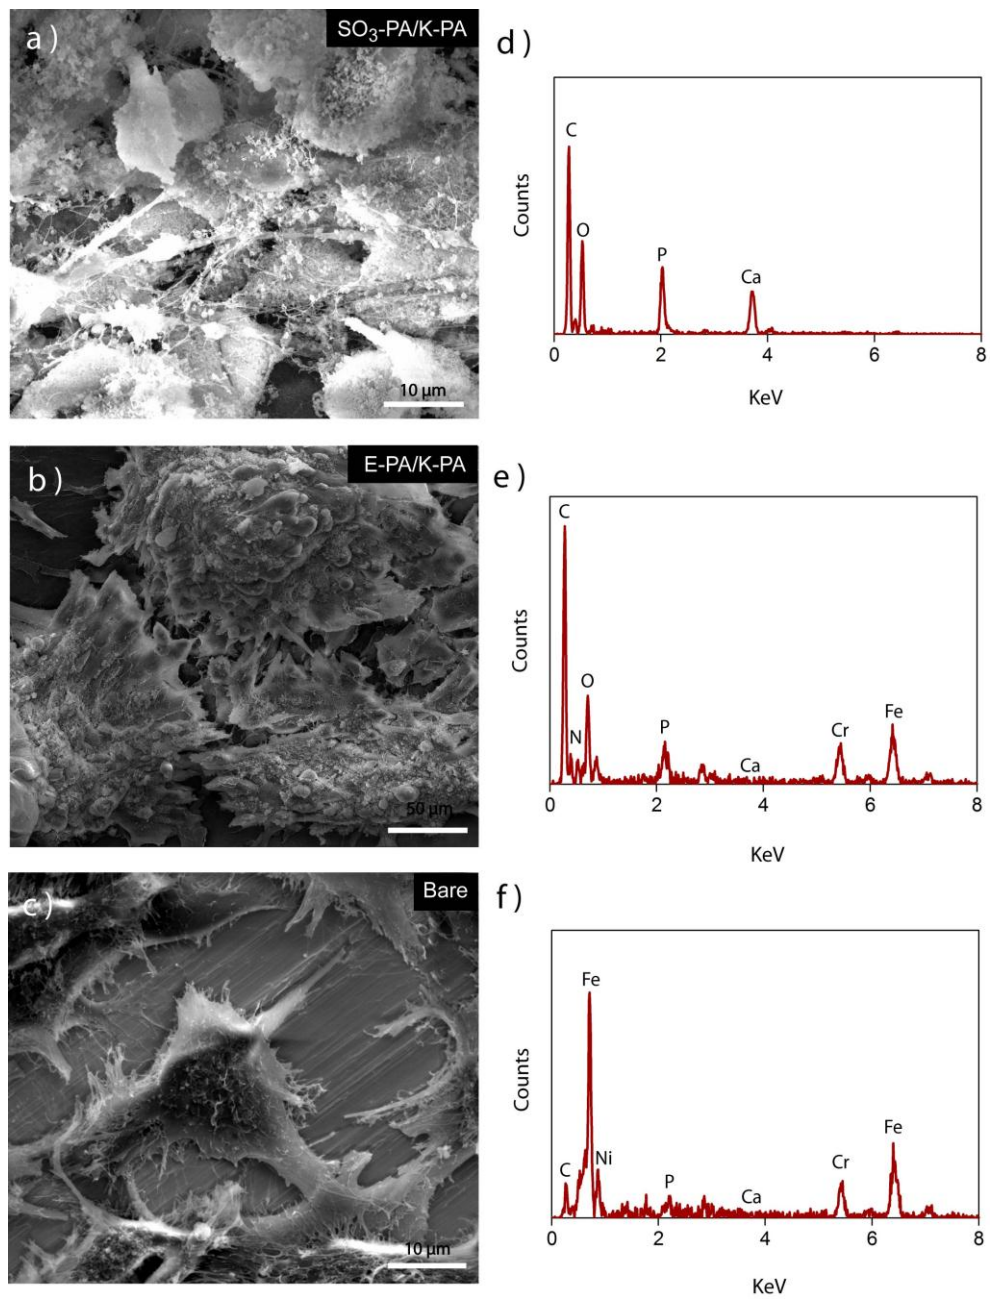 a )
SO3-PA/K-PA
10 µm
d )
C
O
P
Ca
Counts
0
2
4
6
8
KeV
b )
E-PA/K-PA
50 µm
e )
C
N
O
P
Ca
Cr
Fe
Counts
0
2
4
6
8
KeV
c )
Bare
10 µm
f )
C
Fe
Ni
P
Ca
Cr
Fe
Counts
0
2
4
6
8
KeV